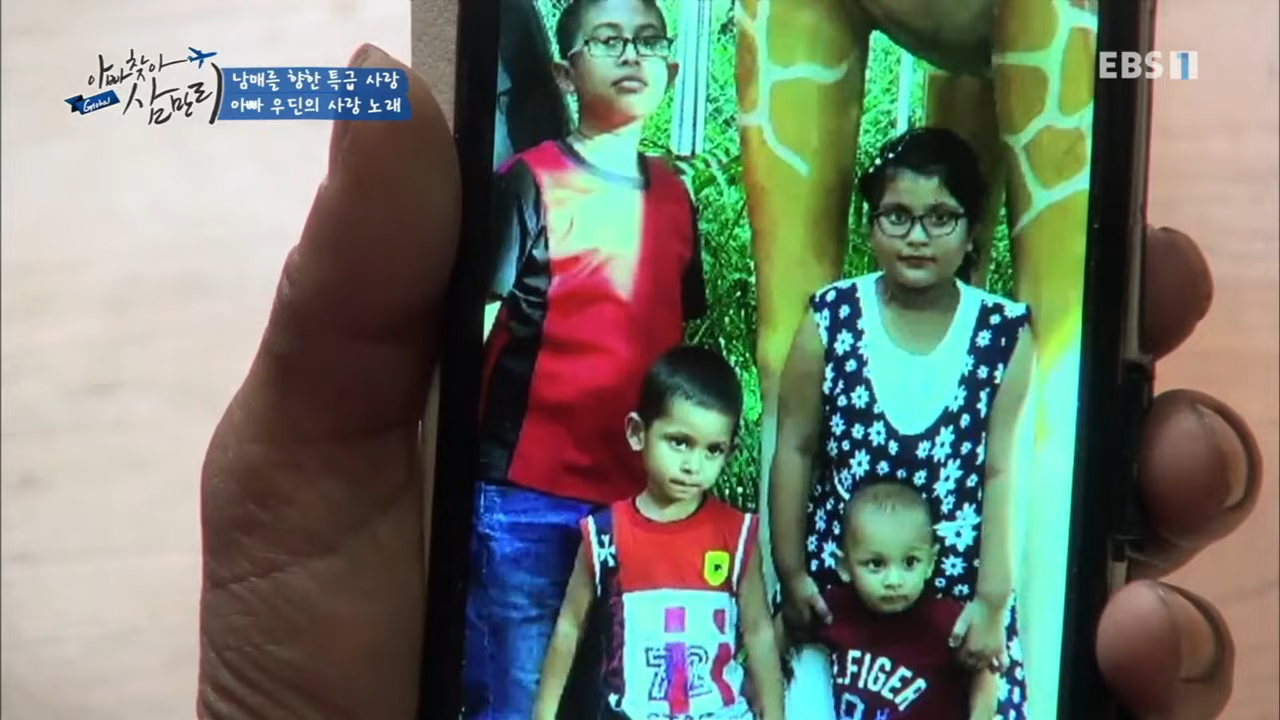 아빠 찾아 삼만리
Global
남매를 향한 특급 사랑
아빠 우딘의 사랑 노래
EBS 1
LFIGER